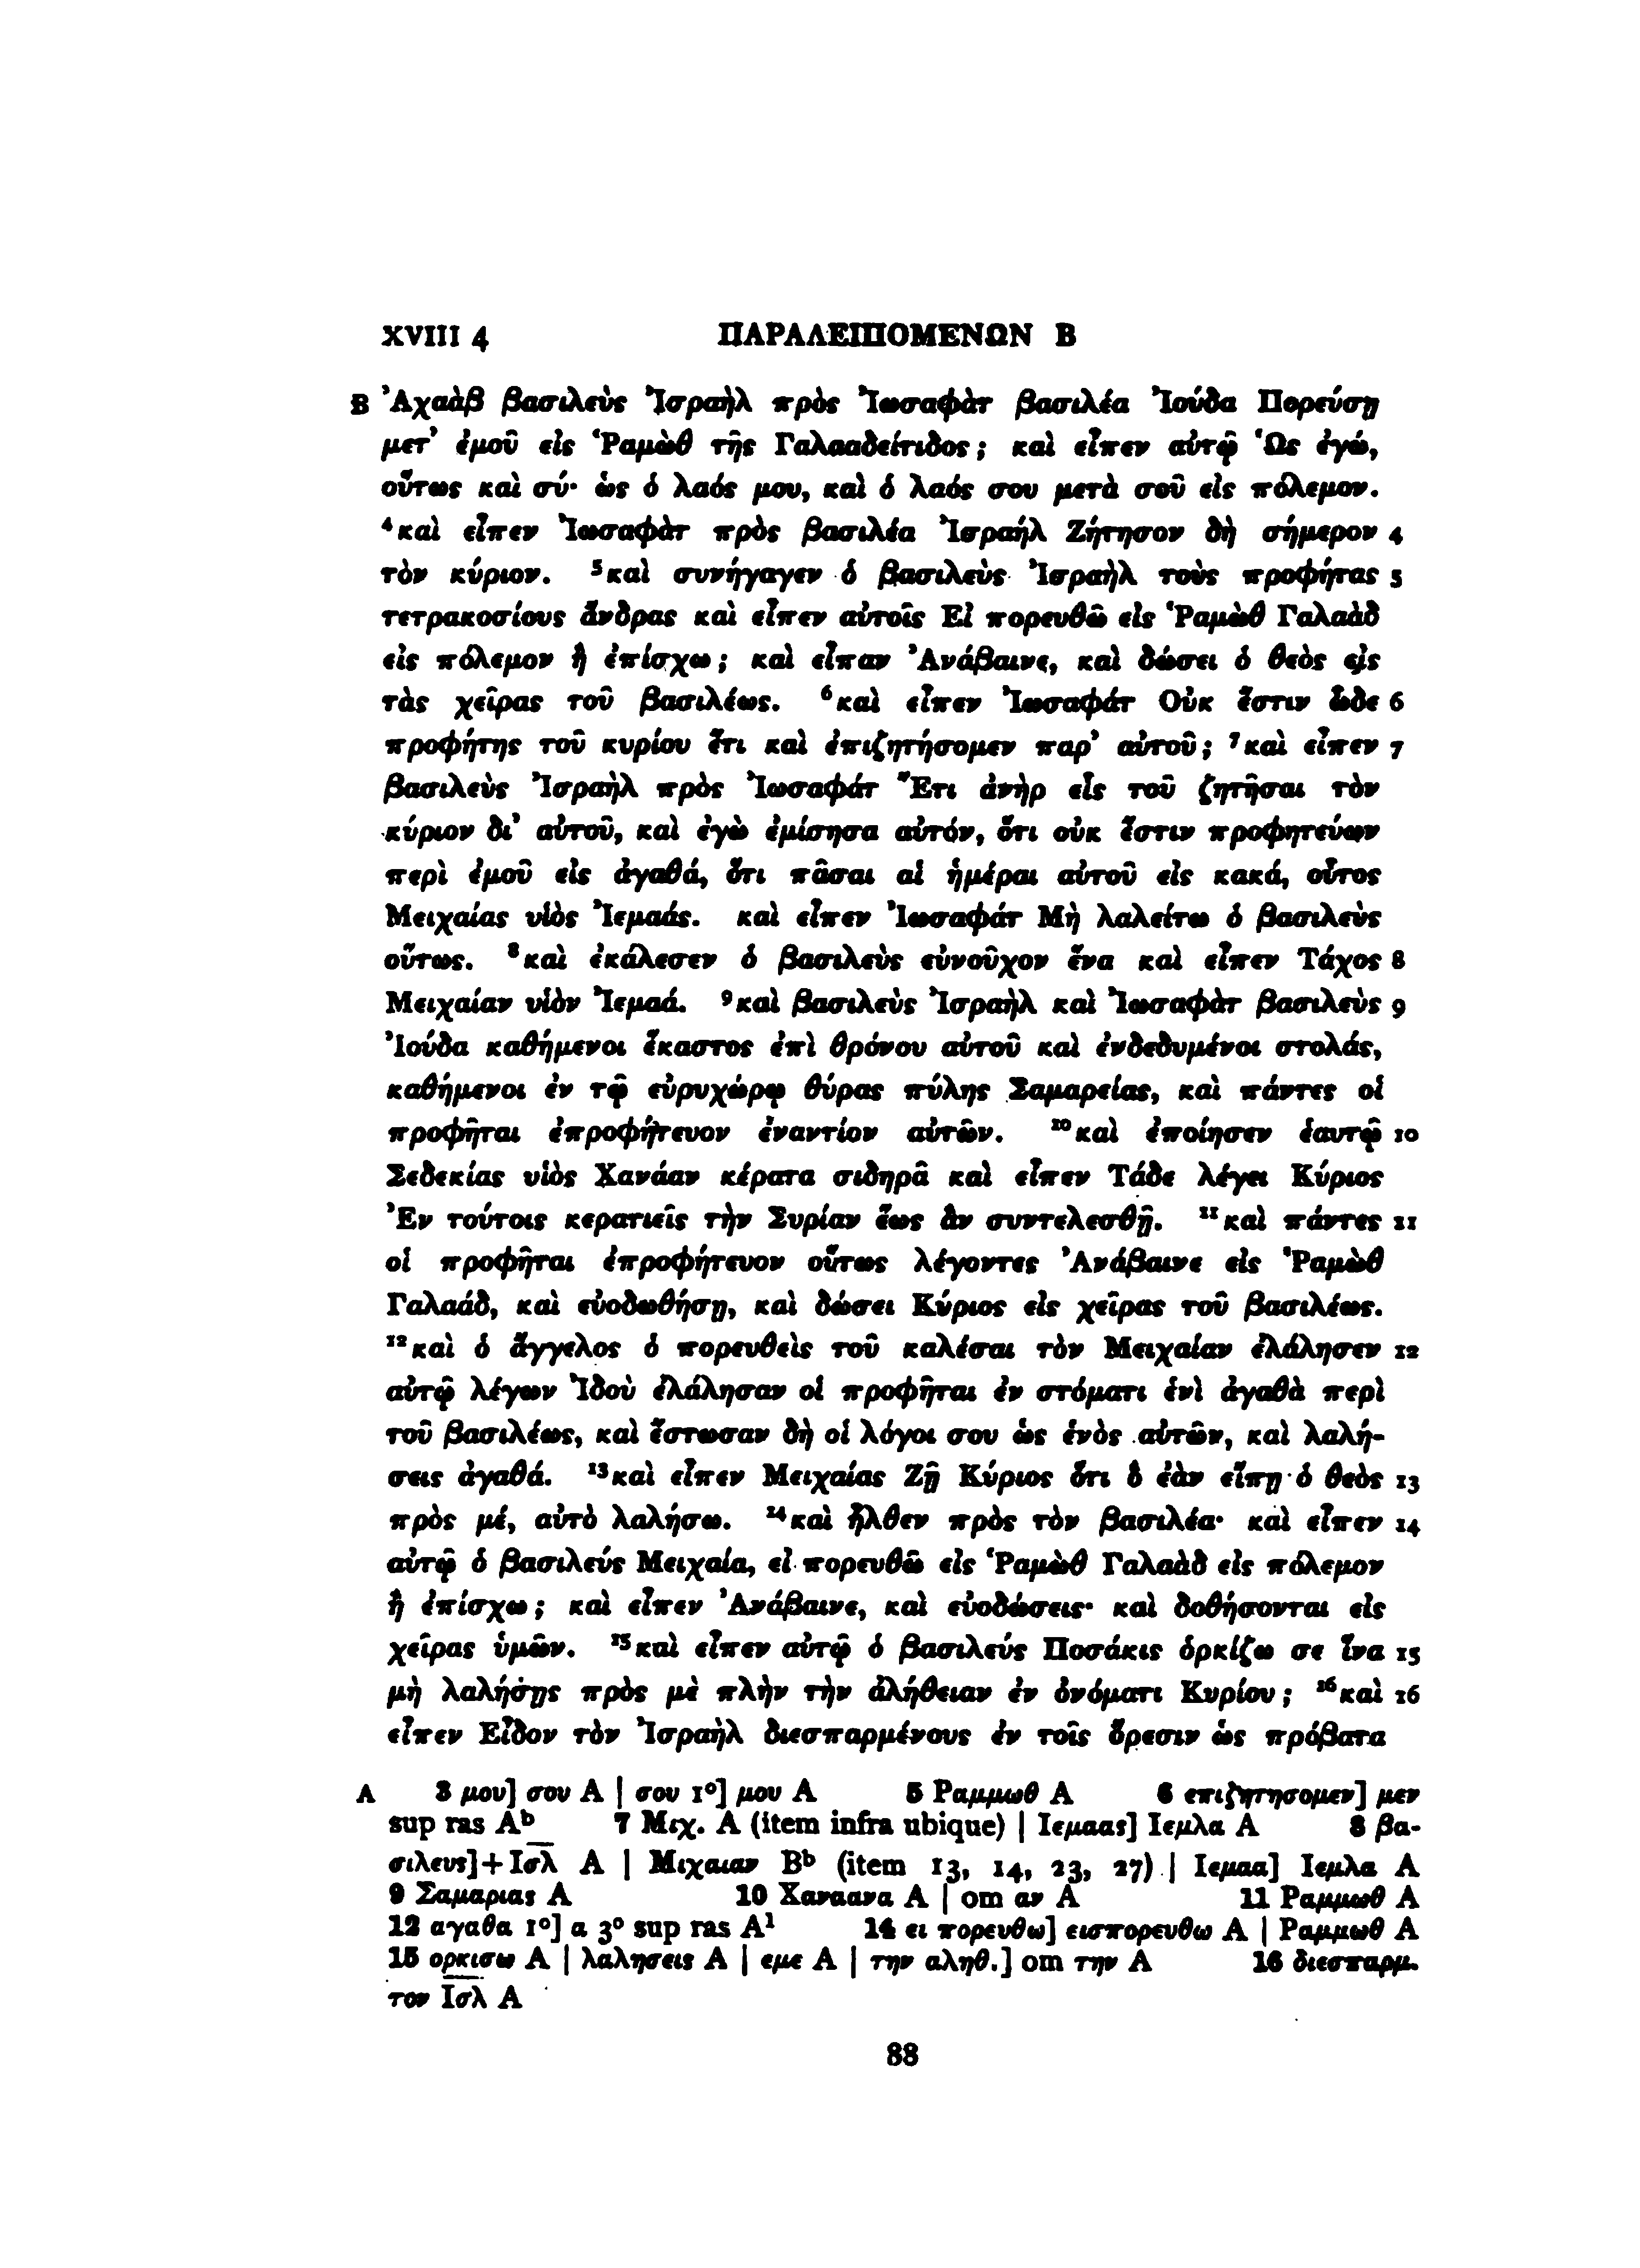 XVIII 4 ΠΑΡΑΛΕΙΠΟΜΕΝΩΝ Β
B Ἀχαὰβ βασιλεὺς Ἰσραὴλ πρὸς Ἰωσαφὰτ βασιλέα Ἰούδα Πορεύσῃ
μετ᾽ ἐμοῦ εἰς Ῥαμὼθ τῆς Γαλααδείτιδος; καὶ εἶπεν αὐτῷ Ὡς ἐγώ,
οὕτως καὶ σύ· ὡς ὁ λαός μου, καὶ ὁ λαός σου μετὰ σοῦ εἰς πόλεμον.
⁴καὶ εἶπεν Ἰωσαφὰτ πρὸς βασιλέα Ἰσραήλ Ζήτησον δὴ σήμερον 4
τὸν κύριον. ⁵καὶ συνήγαγεν ὁ βασιλεὺς Ἰσραὴλ τοὺς προφήτας 5
τετρακοσίους ἄνδρας καὶ εἶπεν αὐτοῖς Εἰ πορευθῶ εἰς Ῥαμὼθ Γαλαὰδ
εἰς πόλεμον ἢ ἐπίσχω; καὶ εἶπαν Ἀνάβαινε, καὶ δώσει ὁ θεὸς εἰς
τὰς χεῖρας τοῦ βασιλέως. ⁶καὶ εἶπεν Ἰωσαφάτ Οὐκ ἔστιν ὧδε 6
προφήτης τοῦ κυρίου ἔτι καὶ ἐπιζητήσομεν παρ᾽ αὐτοῦ; ⁷καὶ εἶπεν 7
βασιλεὺς Ἰσραὴλ πρὸς Ἰωσαφάτ Ἔτι ἀνὴρ εἷς τοῦ ζητῆσαι τὸν
κύριον δι᾽ αὐτοῦ, καὶ ἐγὼ ἐμίσησα αὐτόν, ὅτι οὐκ ἔστιν προφητεύων
περὶ ἐμοῦ εἰς ἀγαθά, ὅτι πᾶσαι αἱ ἡμέραι αὐτοῦ εἰς κακά, οὗτος
Μειχαίας υἱὸς Ἰεμαάς. καὶ εἶπεν Ἰωσαφάτ Μὴ λαλείτω ὁ βασιλεὺς
οὕτως. ⁸καὶ ἐκάλεσεν ὁ βασιλεὺς εὐνοῦχον ἕνα καὶ εἶπεν Τάχος 8
Μειχαίαν υἱὸν Ἰεμαά. ⁹καὶ βασιλεὺς Ἰσραὴλ καὶ Ἰωσαφὰτ βασιλεὺς 9
Ἰούδα καθήμενοι ἕκαστος ἐπὶ θρόνου αὐτοῦ καὶ ἐνδεδυμένοι στολάς,
καθήμενοι ἐν τῷ εὐρυχώρῳ θύρας πύλης Σαμαρείας, καὶ πάντες οἱ
προφῆται ἐπροφήτευον ἐναντίον αὐτῶν. ¹⁰καὶ ἐποίησεν ἑαυτῷ 10
Σεδεκίας υἱὸς Χανάαν κέρατα σιδηρᾶ καὶ εἶπεν Τάδε λέγει Κύριος
Ἐν τούτοις κερατιεῖς τὴν Συρίαν ἕως ἂν συντελεσθῇ. ¹¹καὶ πάντες 11
οἱ προφῆται ἐπροφήτευον οὕτως λέγοντες Ἀνάβαινε εἰς Ῥαμὼθ
Γαλαάδ, καὶ εὐοδωθήσῃ, καὶ δώσει Κύριος εἰς χεῖρας τοῦ βασιλέως.
¹²καὶ ὁ ἄγγελος ὁ πορευθεὶς τοῦ καλέσαι τὸν Μειχαίαν ἐλάλησεν 12
αὐτῷ λέγων Ἰδοὺ ἐλάλησαν οἱ προφῆται ἐν στόματι ἑνὶ ἀγαθὰ περὶ
τοῦ βασιλέως, καὶ ἔστωσαν δὴ οἱ λόγοι σου ὡς ἑνὸς αὐτῶν, καὶ λαλή-
σεις ἀγαθά. ¹³καὶ εἶπεν Μειχαίας Ζῇ Κύριος ὅτι ὃ ἐὰν εἴπῃ ὁ θεὸς 13
πρὸς μέ, αὐτὸ λαλήσω. ¹⁴καὶ ἦλθεν πρὸς τὸν βασιλέα· καὶ εἶπεν 14
αὐτῷ ὁ βασιλεύς Μειχαία, εἰ πορευθῶ εἰς Ῥαμὼθ Γαλαὰδ εἰς πόλεμον
ἢ ἐπίσχω; καὶ εἶπεν Ἀνάβαινε, καὶ εὐοδώσεις· καὶ δοθήσονται εἰς
χεῖρας ὑμῶν. ¹⁵καὶ εἶπεν αὐτῷ ὁ βασιλεύς Ποσάκις ὁρκίζω σε ἵνα 15
μὴ λαλήσῃς πρὸς μὲ πλὴν τὴν ἀλήθειαν ἐν ὀνόματι Κυρίου; ¹⁶καὶ 16
εἶπεν Εἶδον τὸν Ἰσραὴλ διεσπαρμένους ἐν τοῖς ὄρεσιν ὡς πρόβατα
A 3 μου] σου A | σου 1º] μου A 5 Ραμμωθ A 6 επιζητησομεν] μεν
sup ras Aᵇ 7 Μιχ. A (item infra ubique) | Ιεμαας] Ιεμλα A 8 βα-
σιλευς]+Ισ̅λ̅ A | Μιχαιαν Bᵇ (item 13, 14, 23, 27) | Ιεμαα] Ιεμλα A
9 Σαμαριας A 10 Χαναανα A | om αν A 11 Ραμμωθ A
12 αγαθα 1º] α 3º sup ras A¹ 14 ει πορευθω] εισπορευθω A | Ραμμωθ A
15 ορκισω A | λαλησεις A | εμε A | την αληθ.] om την A 16 διεσπαρμ.
τον Ισ̅λ̅ A
88